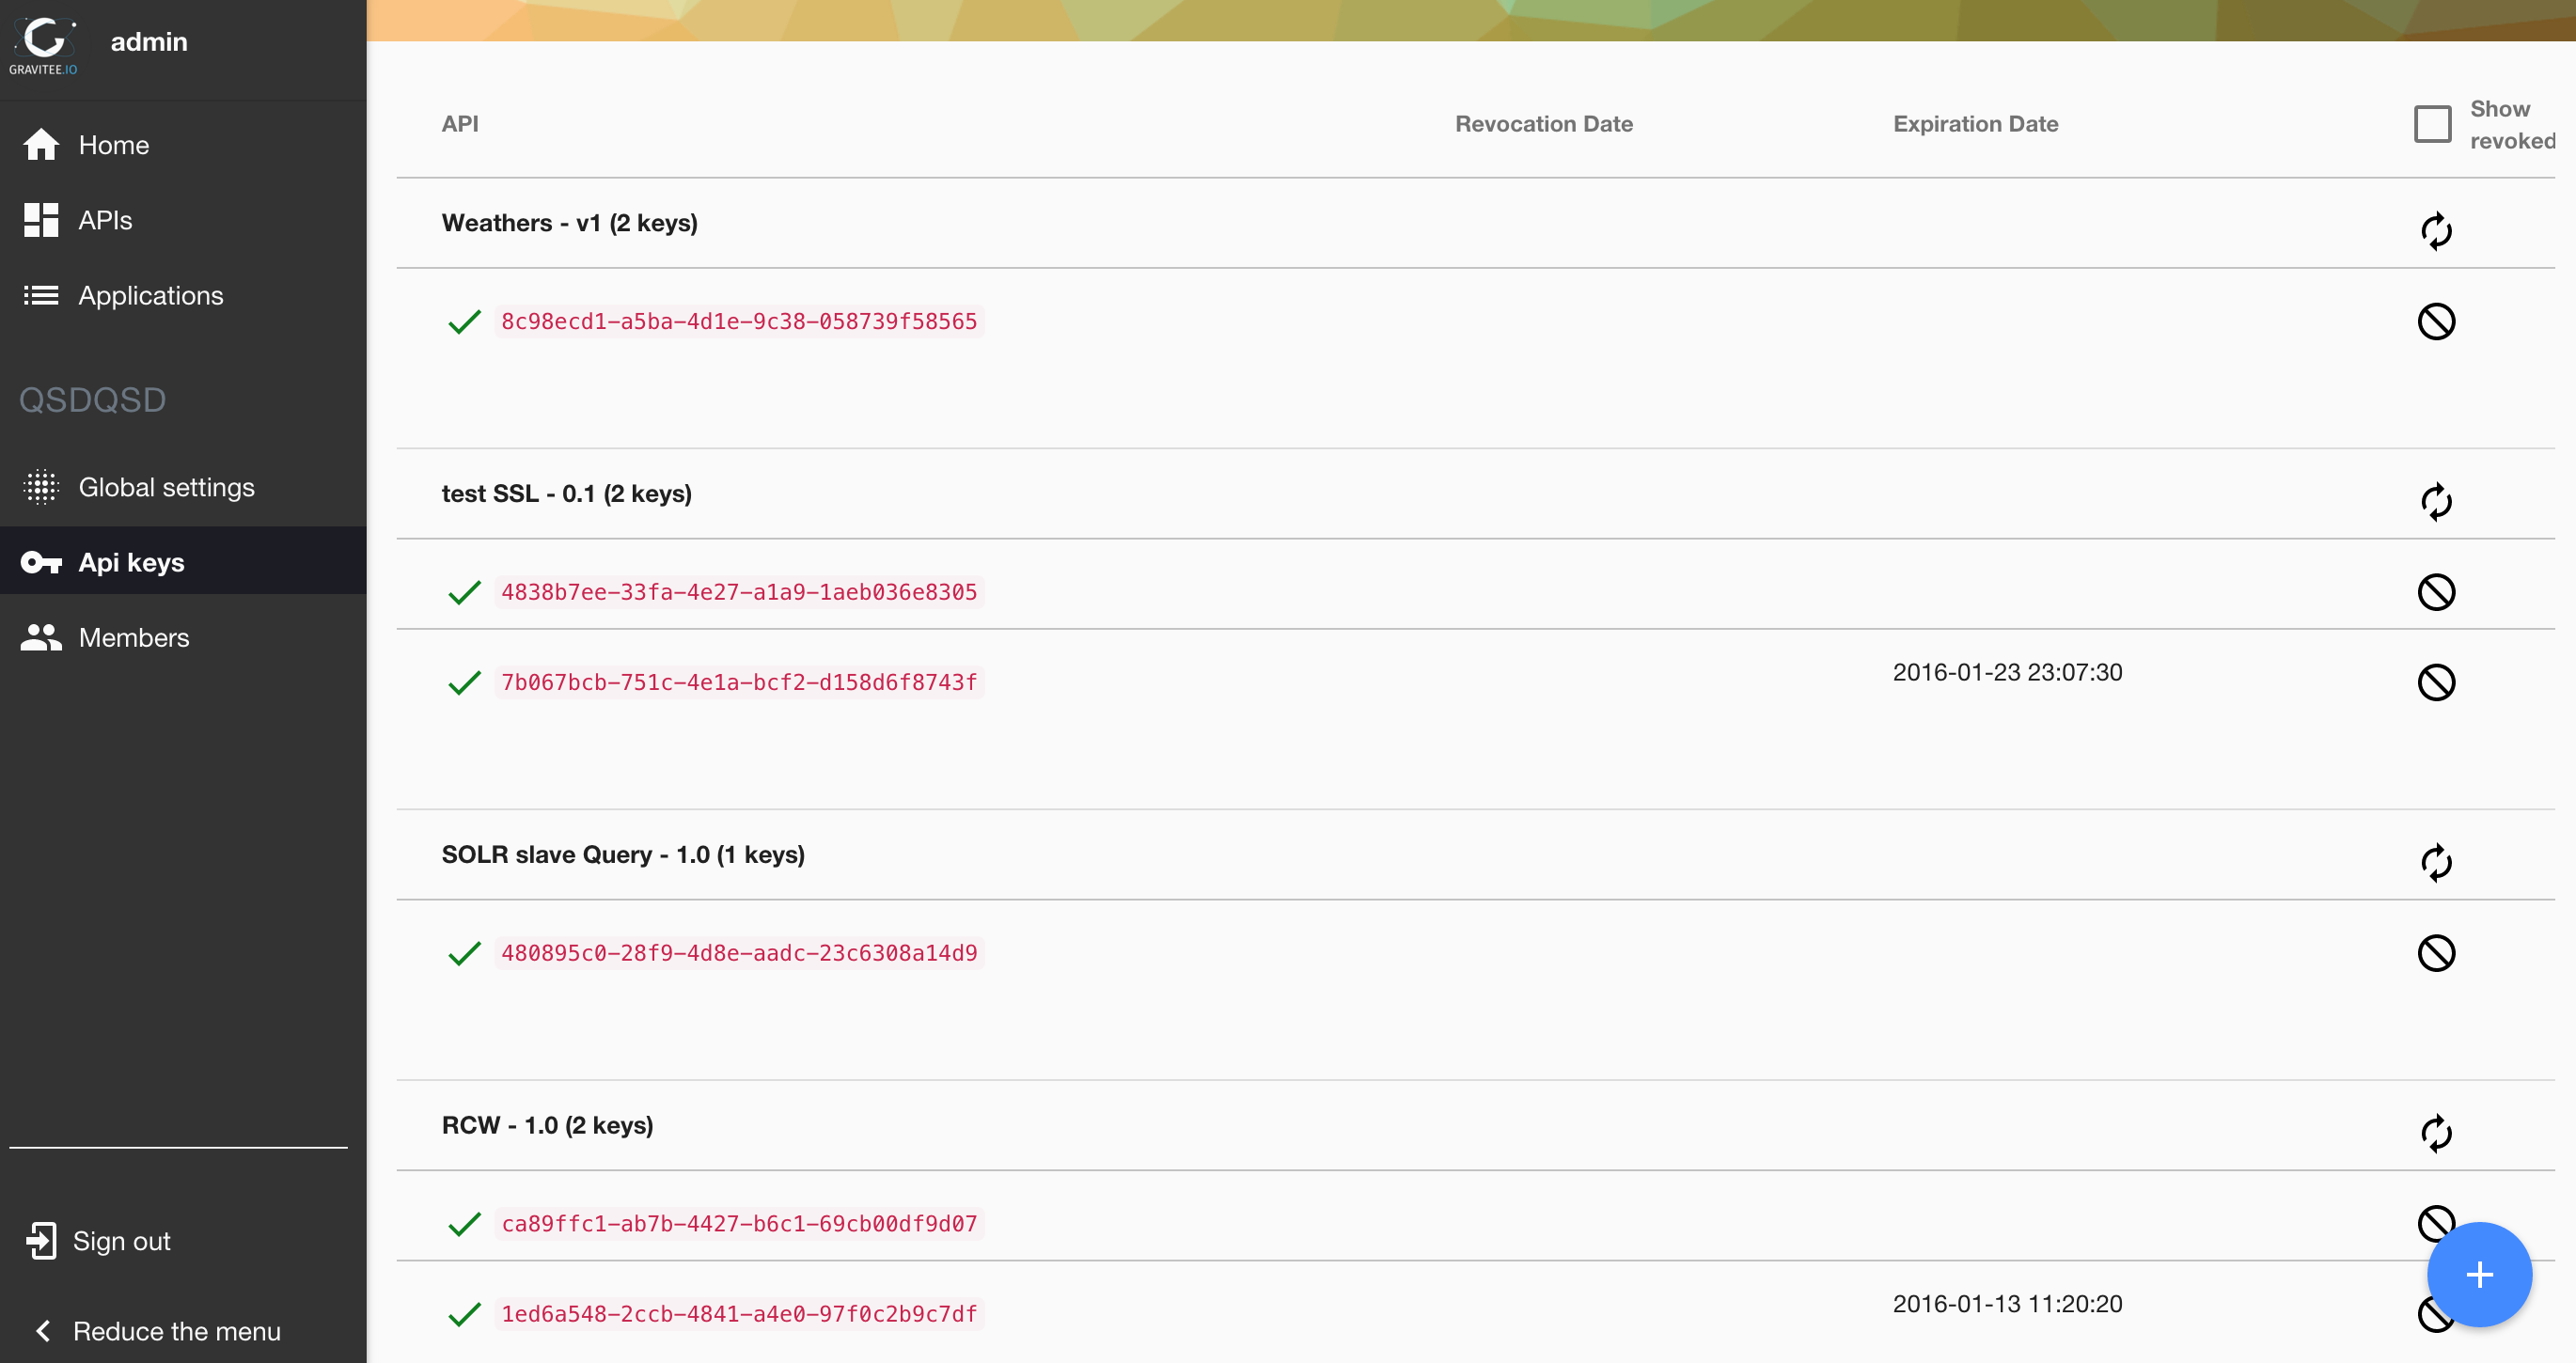 GRAVITEE.IO
admin
Home
APIs
Applications
QSDQSD
Global settings
Api keys
Members
Sign out
Reduce the menu
API Revocation Date Expiration Date Show revoked
Weathers - v1 (2 keys)
8c98ecd1-a5ba-4d1e-9c38-058739f58565
test SSL - 0.1 (2 keys)
4838b7ee-33fa-4e27-a1a9-1aeb036e8305
7b067bcb-751c-4e1a-bcf2-d158d6f8743f 2016-01-23 23:07:30
SOLR slave Query - 1.0 (1 keys)
480895c0-28f9-4d8e-aadc-23c6308a14d9
RCW - 1.0 (2 keys)
ca89ffc1-ab7b-4427-b6c1-69cb00df9d07
1ed6a548-2ccb-4841-a4e0-97f0c2b9c7df 2016-01-13 11:20:20